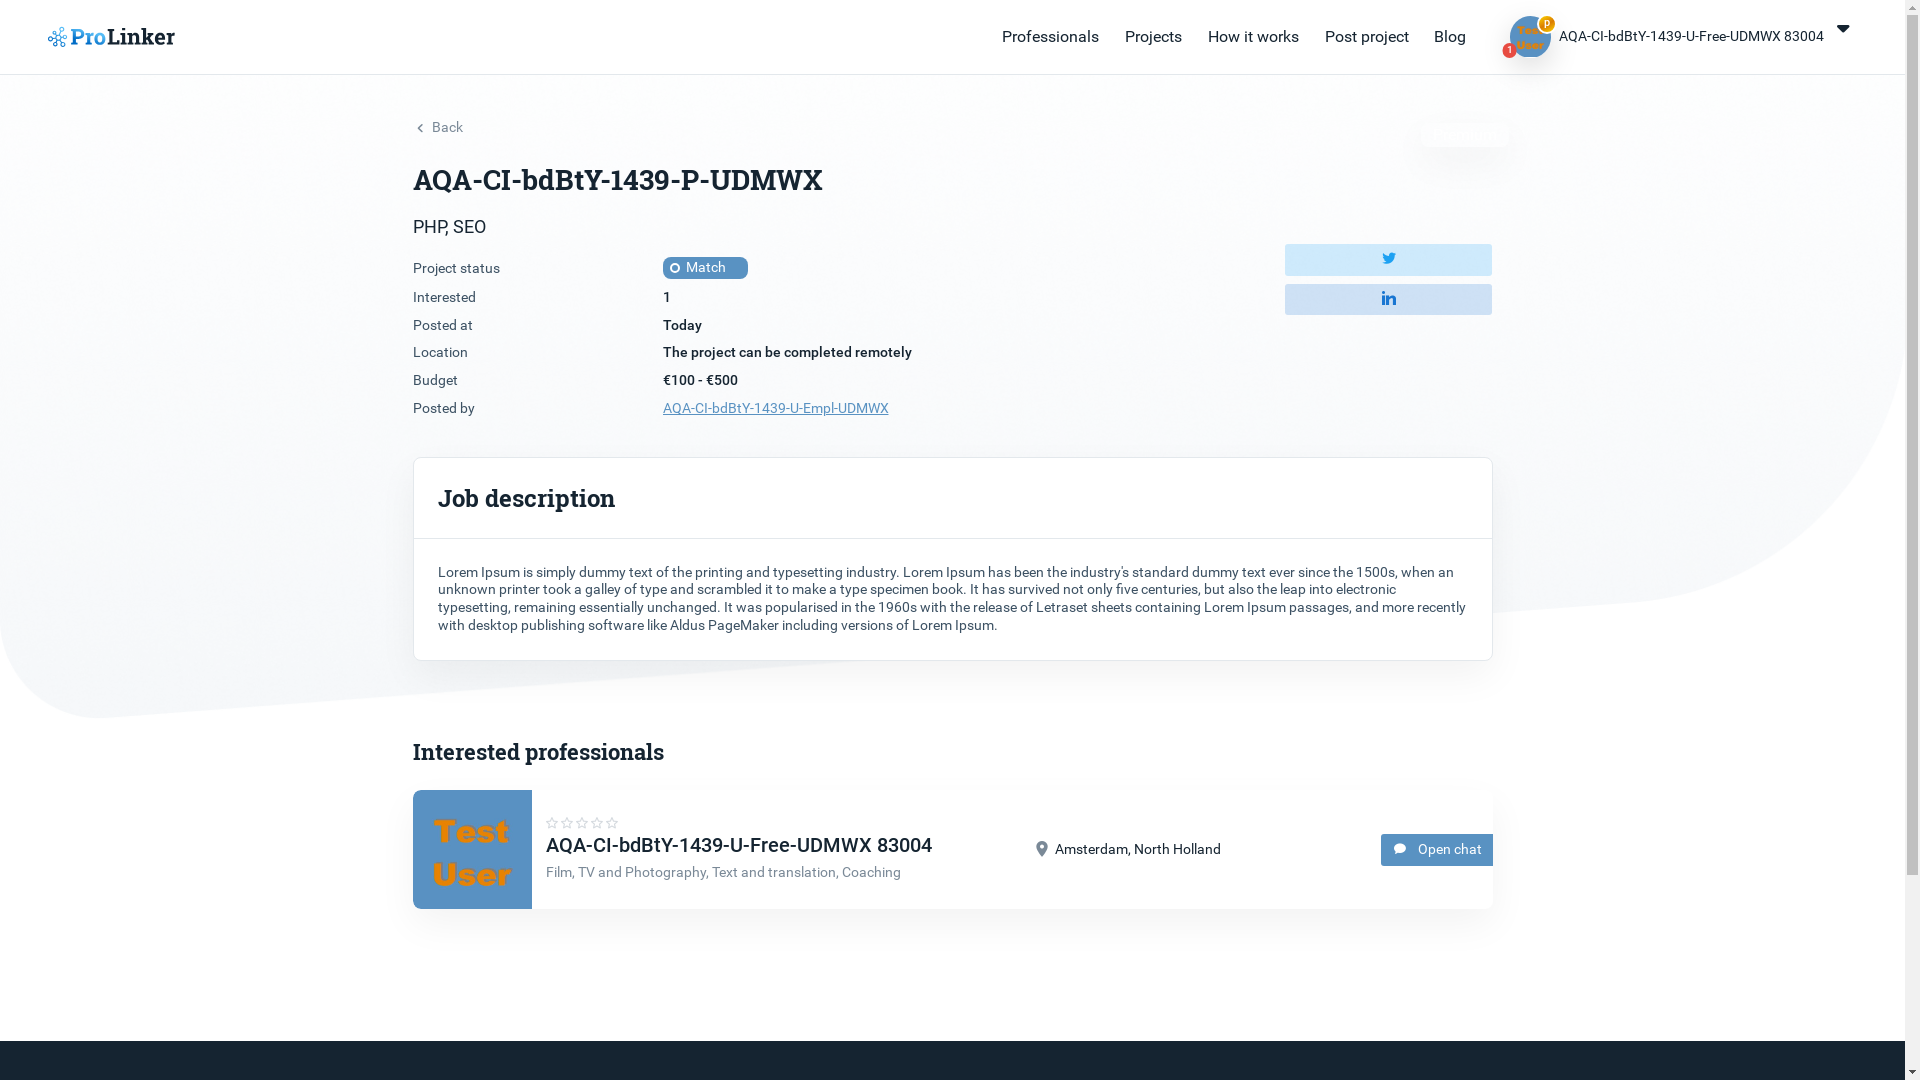 ProLinker
Professionals
Projects
How it works
Post project
Blog
Test
User
p
1
AQA-CI-bdBtY-1439-U-Free-UDMWX 83004
Back
AQA-CI-bdBtY-1439-P-UDMWX
PHP, SEO
Project status
Match
Interested
1
Posted at
Today
Location
The project can be completed remotely
Budget
€100 - €500
Posted by
AQA-CI-bdBtY-1439-U-Empl-UDMWX
in
Job description
Lorem Ipsum is simply dummy text of the printing and typesetting industry. Lorem Ipsum has been the industry's standard dummy text ever since the 1500s, when an
unknown printer took a galley of type and scrambled it to make a type specimen book. It has survived not only five centuries, but also the leap into electronic
typesetting, remaining essentially unchanged. It was popularised in the 1960s with the release of Letraset sheets containing Lorem Ipsum passages, and more recently
with desktop publishing software like Aldus PageMaker including versions of Lorem Ipsum.
Interested professionals
Test
User
AQA-CI-bdBtY-1439-U-Free-UDMWX 83004
Film, TV and Photography, Text and translation, Coaching
Amsterdam, North Holland
Open chat